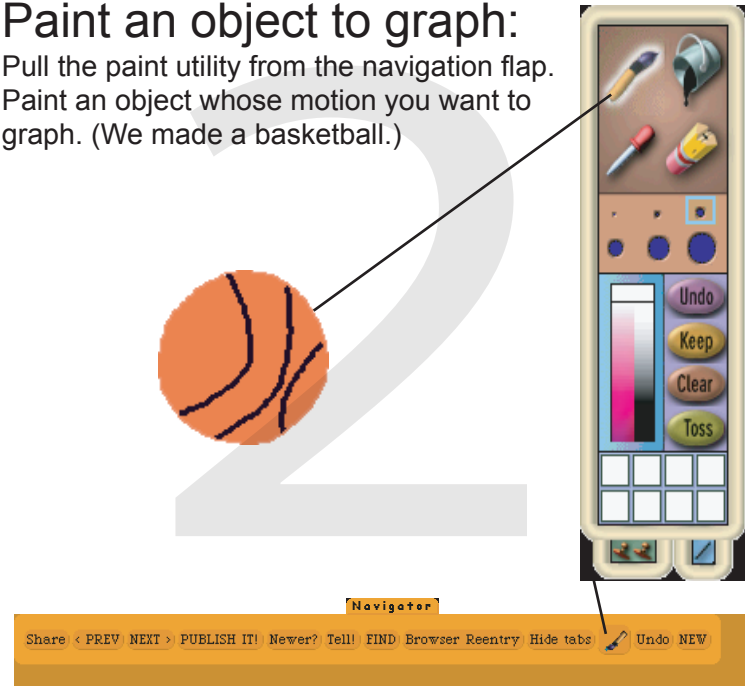 Paint an object to graph:
Pull the paint utility from the navigation flap.
Paint an object whose motion you want to
graph. (We made a basketball.)
2
Undo
Keep
Clear
Toss
Navigator
Share < PREV NEXT > PUBLISH IT! Newer? Tell! FIND Browser Reentry Hide tabs Undo NEW